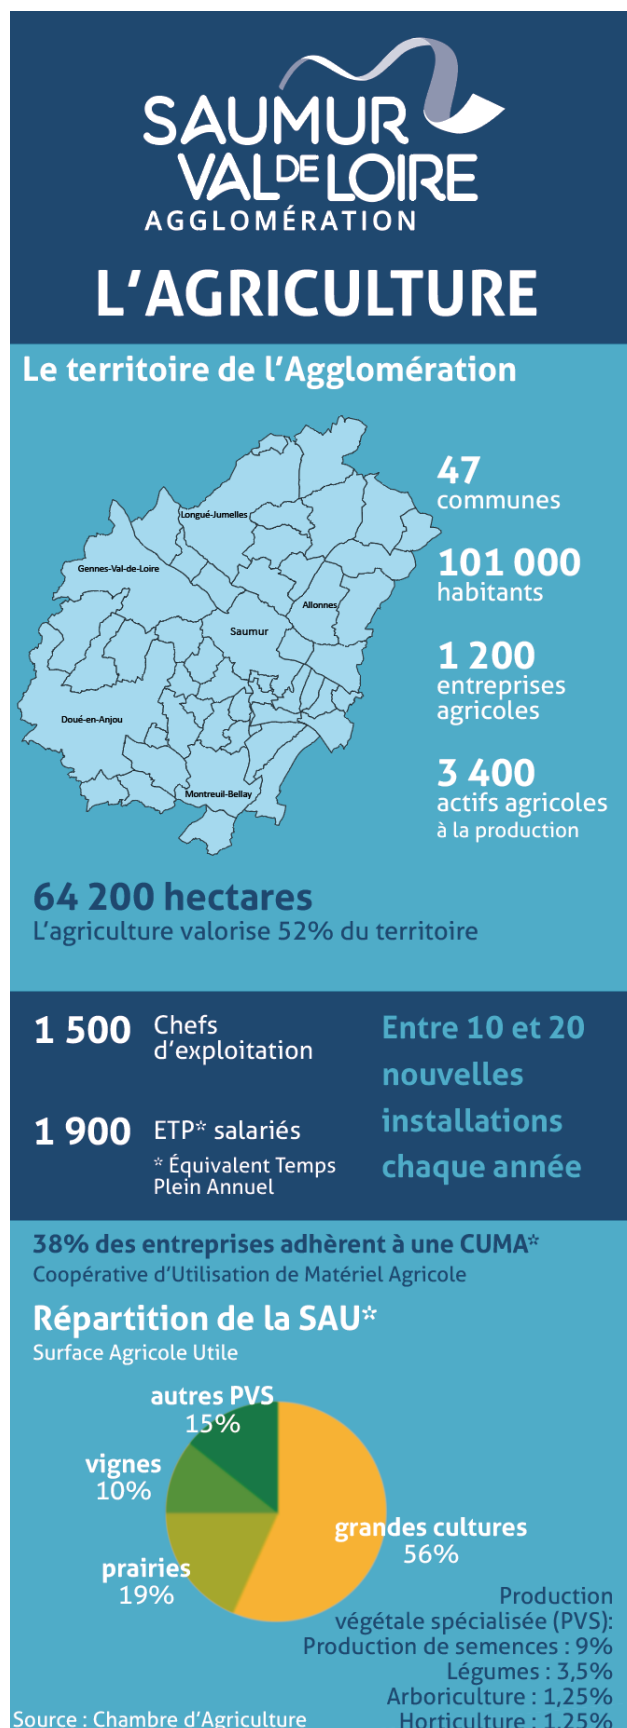 SAUMUR
VAL DE LOIRE
AGGLOMÉRATION
L'AGRICULTURE
Le territoire de l'Agglomération
Longué-Jumelles
Gennes-Val-de-Loire
Allonnes
Saumur
Doué-en-Anjou
Montreuil-Bellay
47
communes
101 000
habitants
1 200
entreprises
agricoles
3 400
actifs agricoles
à la production
64 200 hectares
L'agriculture valorise 52% du territoire
1 500 Chefs
d'exploitation
1 900 ETP* salariés
* Équivalent Temps
Plein Annuel
Entre 10 et 20
nouvelles
installations
chaque année
38% des entreprises adhèrent à une CUMA*
Coopérative d'Utilisation de Matériel Agricole
Répartition de la SAU*
Surface Agricole Utile
autres PVS
15%
vignes
10%
grandes cultures
56%
prairies
19%
Production
végétale spécialisée (PVS):
Production de semences : 9%
Légumes : 3,5%
Arboriculture : 1,25%
Horticulture : 1,25%
Source : Chambre d'Agriculture